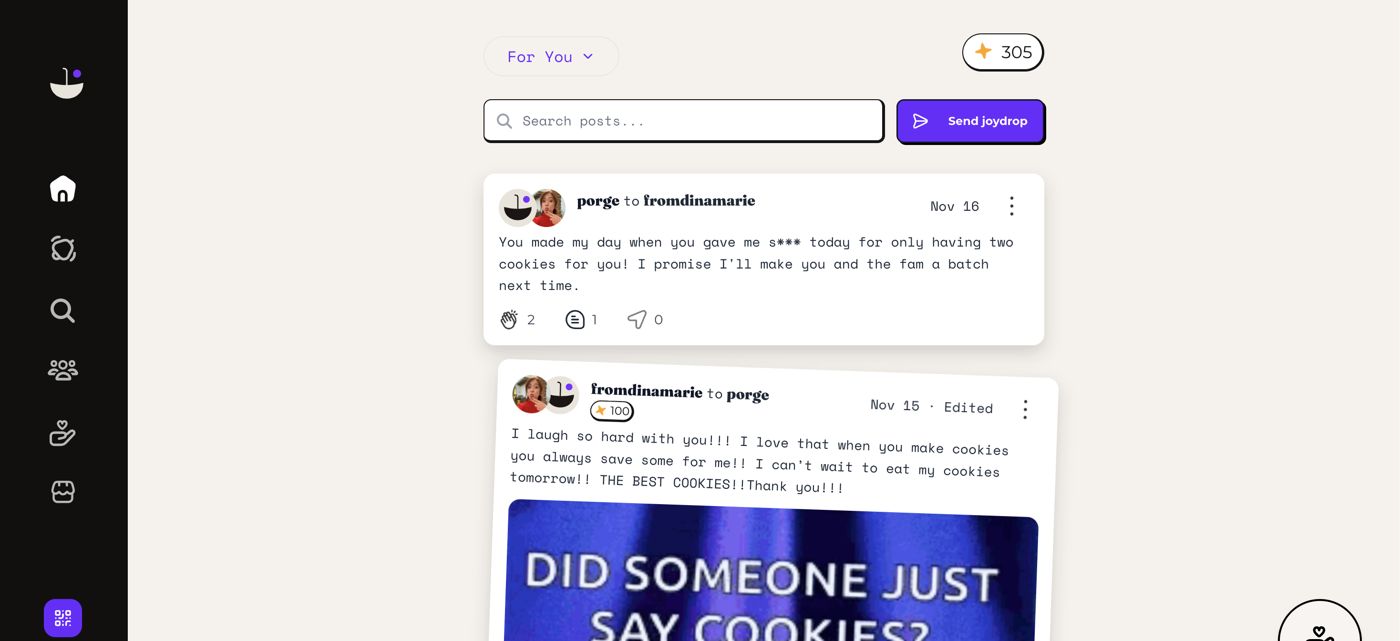 For You
305
Search posts...
Send joydrop
porge to fromdinamarie
Nov 16
You made my day when you gave me s*** today for only having two
cookies for you! I promise I'll make you and the fam a batch
next time.
2 1 0
fromdinamarie to porge
100
Nov 15 · Edited
I laugh so hard with you!!! I love that when you make cookies
you always save some for me!! I can't wait to eat my cookies
tomorrow!! THE BEST COOKIES!!Thank you!!!
DID SOMEONE JUST
SAY COOKIES?